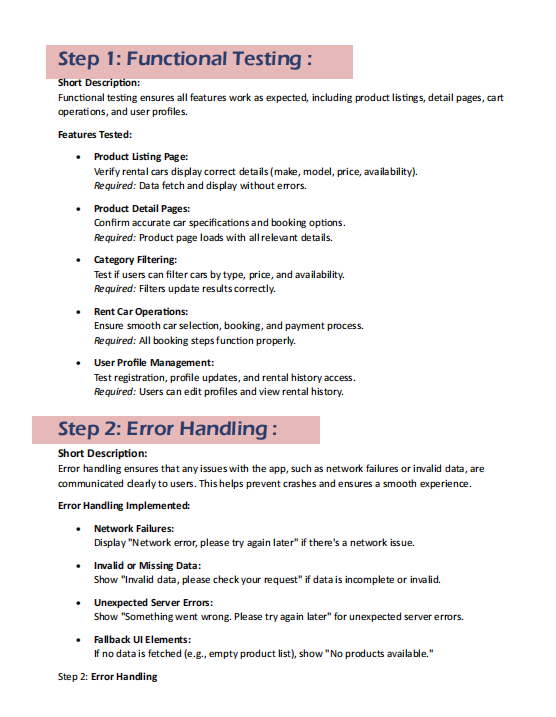 Step 1: Functional Testing :
Short Description:
Functional testing ensures all features work as expected, including product listings, detail pages, cart
operations, and user profiles.
Features Tested:
• Product Listing Page:
Verify rental cars display correct details (make, model, price, availability).
Required: Data fetch and display without errors.
• Product Detail Pages:
Confirm accurate car specifications and booking options.
Required: Product page loads with all relevant details.
• Category Filtering:
Test if users can filter cars by type, price, and availability.
Required: Filters update results correctly.
• Rent Car Operations:
Ensure smooth car selection, booking, and payment process.
Required: All booking steps function properly.
• User Profile Management:
Test registration, profile updates, and rental history access.
Required: Users can edit profiles and view rental history.
Step 2: Error Handling :
Short Description:
Error handling ensures that any issues with the app, such as network failures or invalid data, are
communicated clearly to users. This helps prevent crashes and ensures a smooth experience.
Error Handling Implemented:
• Network Failures:
Display "Network error, please try again later" if there's a network issue.
• Invalid or Missing Data:
Show "Invalid data, please check your request" if data is incomplete or invalid.
• Unexpected Server Errors:
Show "Something went wrong. Please try again later" for unexpected server errors.
• Fallback UI Elements:
If no data is fetched (e.g., empty product list), show "No products available."
Step 2: Error Handling